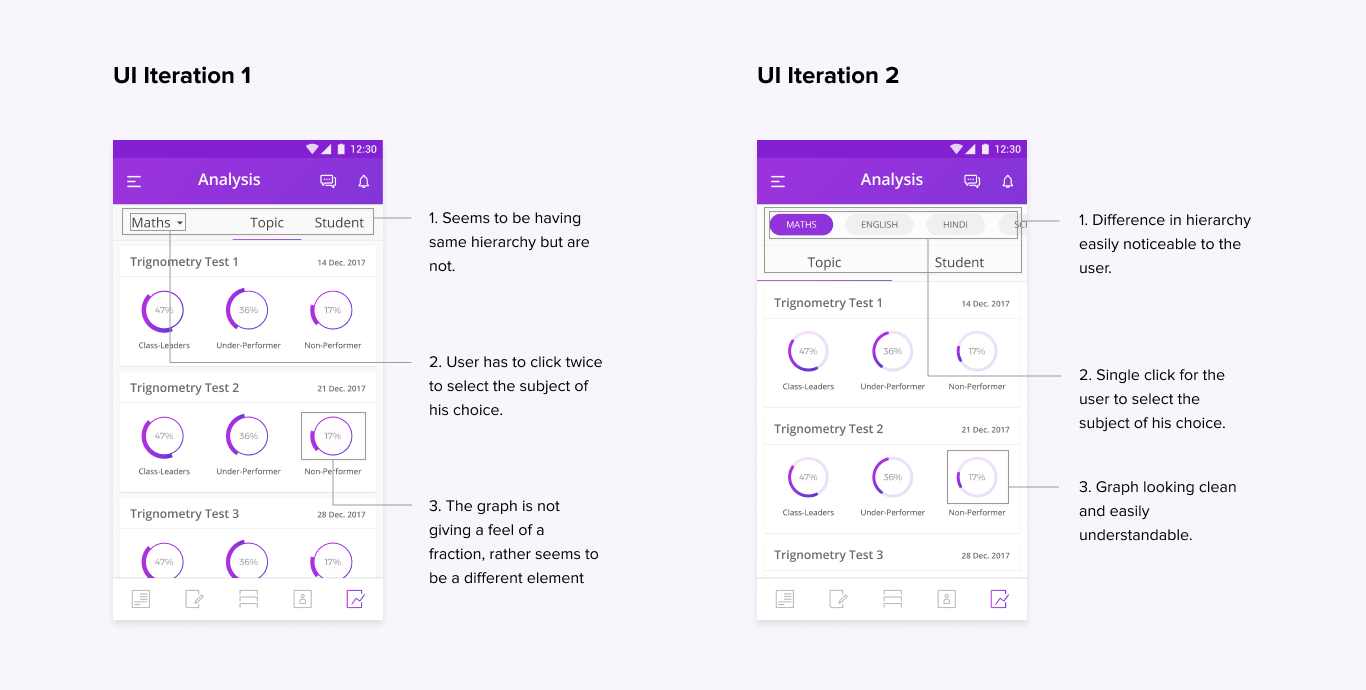 UI Iteration 1
12:30
Analysis
Maths
Topic
Student
Trignometry Test 1
14 Dec. 2017
47%
36%
17%
Class-Leaders
Under-Performer
Non-Performer
Trignometry Test 2
21 Dec. 2017
47%
36%
17%
Class-Leaders
Under-Performer
Non-Performer
Trignometry Test 3
28 Dec. 2017
47%
36%
17%
1. Seems to be having
same hierarchy but are
not.
2. User has to click twice
to select the subject of
his choice.
3. The graph is not
giving a feel of a
fraction, rather seems to
be a different element
UI Iteration 2
12:30
Analysis
MATHS
ENGLISH
HINDI
SCI
Topic
Student
Trignometry Test 1
14 Dec. 2017
47%
36%
17%
Class-Leaders
Under-Performer
Non-Performer
Trignometry Test 2
21 Dec. 2017
47%
36%
17%
Class-Leaders
Under-Performer
Non-Performer
Trignometry Test 3
28 Dec. 2017
1. Difference in hierarchy
easily noticeable to the
user.
2. Single click for the
user to select the
subject of his choice.
3. Graph looking clean
and easily
understandable.